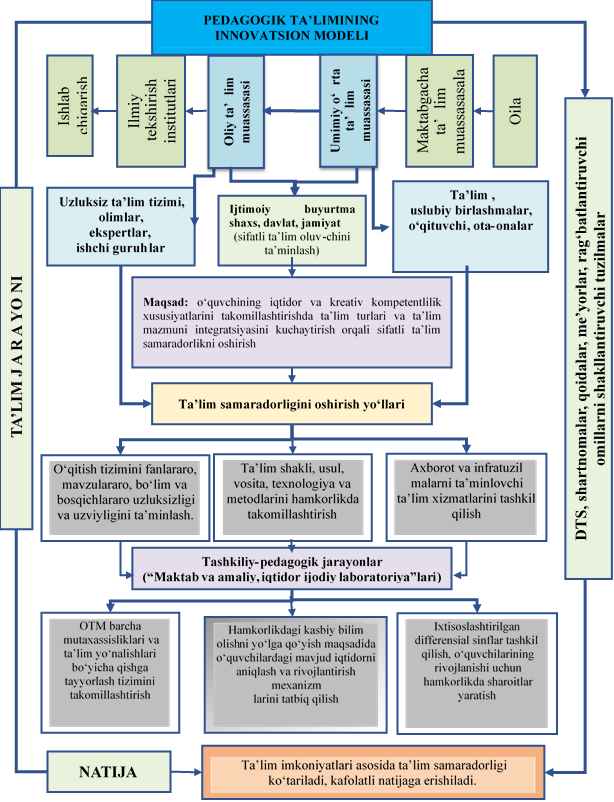 PEDAGOGIK TA’LIMINING
INNOVATSION MODELI
Ishlab
chiqarish
Ilmiy
tekshirish
institutlari
Oliy ta’ lim
muassasasi
Umimiy o‘ rta
ta’ lim
muassasasi
Maktabgacha
ta’ lim
muassasasala
Oila
Uzluksiz ta’lim tizimi,
olimlar,
ekspertlar,
ishchi guruhlar
Ijtimoiy buyurtma
shaxs, davlat, jamiyat
(sifatli ta’lim oluv-chini
ta’minlash)
Ta’lim ,
uslubiy birlashmalar,
o‘qituvchi, ota-onalar
Maqsad: o‘quvchining iqtidor va kreativ kompetentlilik
xususiyatlarini takomillashtirishda ta’lim turlari va ta’lim
mazmuni integratsiyasini kuchaytirish orqali sifatli ta’lim
samaradorlikni oshirish
Ta’lim samaradorligini oshirish yo‘llari
O‘qitish tizimini fanlararo,
mavzulararo, bo‘lim va
bosqichlararo uzluksizligi
va uzviyligini ta’minlash.
Ta’lim shakli, usul,
vosita, texnologiya va
metodlarini hamkorlikda
takomillashtirish
Axborot va infratuzil
malarni ta’minlovchi
ta’lim xizmatlarini tashkil
qilish
Tashkiliy-pedagogik jarayonlar
(“Maktab va amaliy, iqtidor ijodiy laboratoriya”lari)
OTM barcha
mutaxassisliklari va
ta’lim yo‘nalishlari
bo‘yicha qishga
tayyorlash tizimini
takomillashtirish
Hamkorlikdagi kasbiy bilim
olishni yo‘lga qo‘yish maqsadida
o‘quvchilardagi mavjud iqtidorni
aniqlash va rivojlantirish
mexanizm
larini tatbiq qilish
Ixtisoslashtirilgan
differensial sinflar tashkil
qilish, o‘quvchilarining
rivojlanishi uchun
hamkorlikda sharoitlar
yaratish
TA’LIM J A R A YO NI
DTS, shartnomalar, qoidalar, me’yorlar, rag‘batlantiruvchi
omillarni shakllantiruvchi tuzilmalar
NATIJA
Ta’lim imkoniyatlari asosida ta’lim samaradorligi
ko‘tariladi, kafolatli natijaga erishiladi.